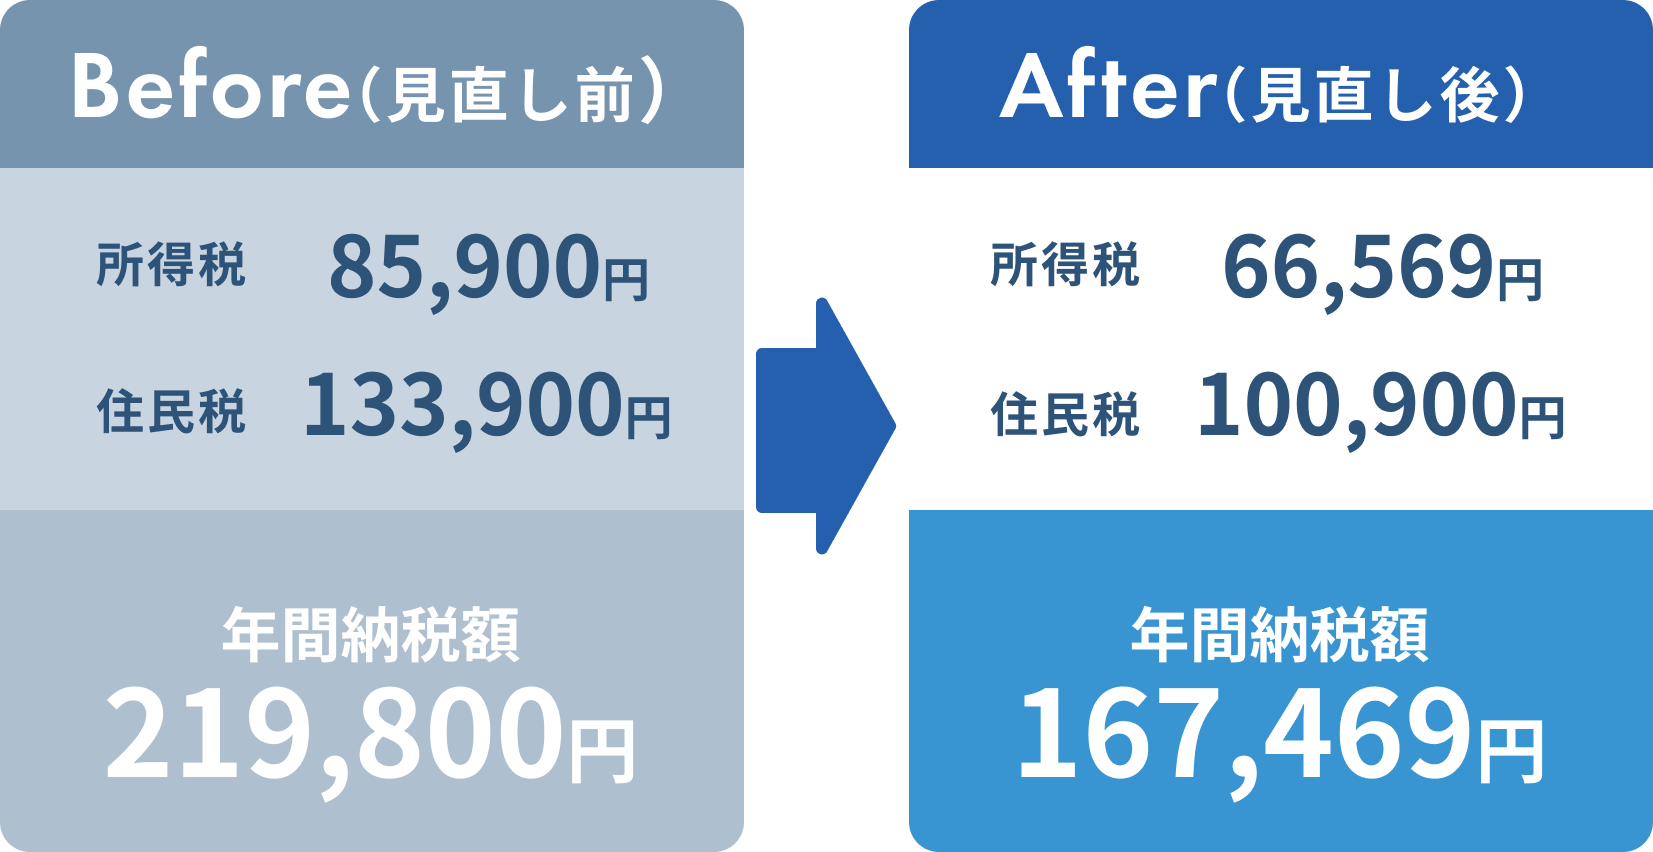 Before（見直し前）
所得税 85,900円
住民税 133,900円
年間納税額
219,800円
After（見直し後）
所得税 66,569円
住民税 100,900円
年間納税額
167,469円